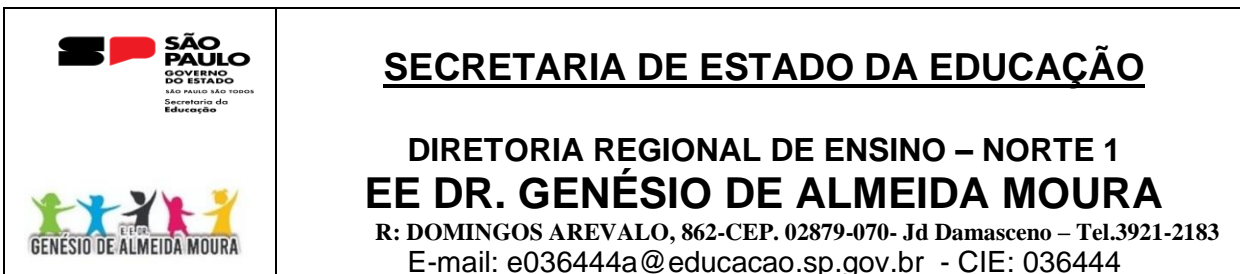 SÃO
PAULO
GOVERNO
DO ESTADO
SÃO PAULO SÃO TODOS
Secretaria da
Educação
E.E DR.
GENÉSIO DE ALMEIDA MOURA
SECRETARIA DE ESTADO DA EDUCAÇÃO
DIRETORIA REGIONAL DE ENSINO – NORTE 1
EE DR. GENÉSIO DE ALMEIDA MOURA
R: DOMINGOS AREVALO, 862-CEP. 02879-070- Jd Damasceno – Tel.3921-2183
E-mail: e036444a@educacao.sp.gov.br - CIE: 036444